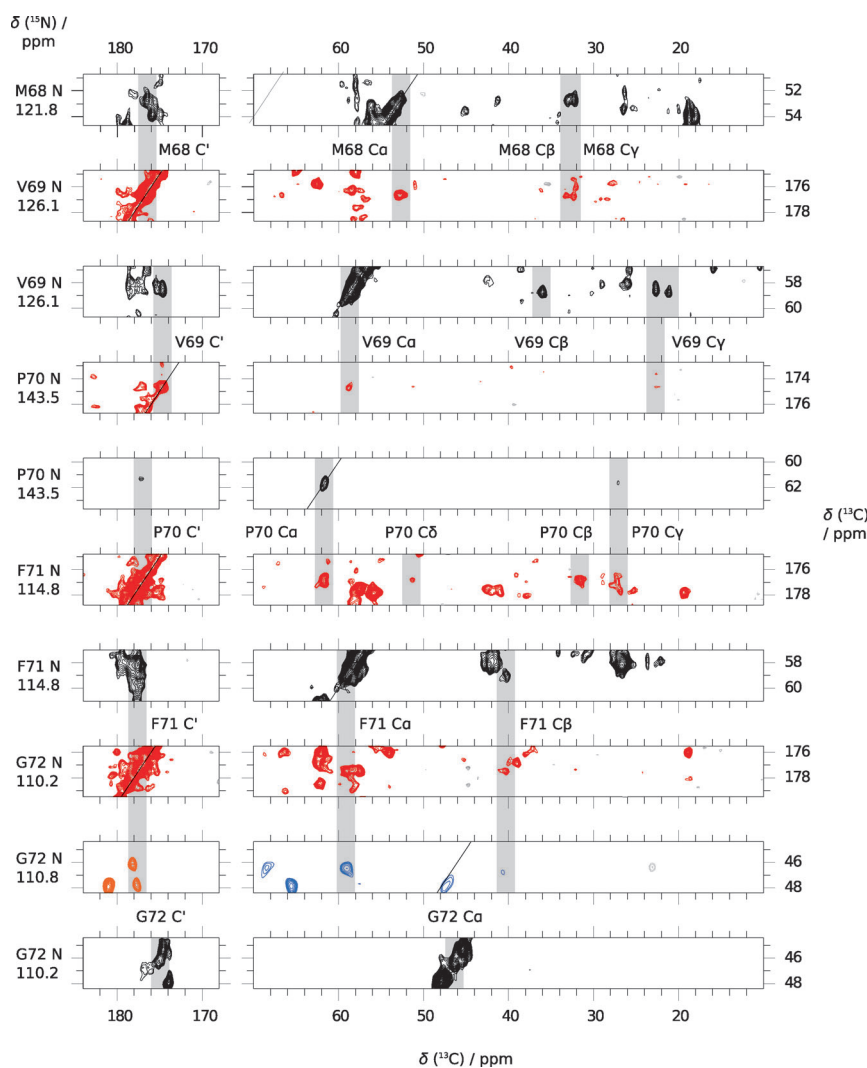 δ (¹⁵N) /
ppm
180 170 60 50 40 30 20
M68 N
121.8
52
54
M68 C' M68 Cα M68 Cβ M68 Cγ
V69 N
126.1
176
178
V69 N
126.1
58
60
V69 C' V69 Cα V69 Cβ V69 Cγ
P70 N
143.5
174
176
P70 N
143.5
60
62
δ (¹³C)
/ ppm
P70 C' P70 Cα P70 Cδ P70 Cβ P70 Cγ
F71 N
114.8
176
178
F71 N
114.8
58
60
F71 C' F71 Cα F71 Cβ
G72 N
110.2
176
178
G72 N
110.8
46
48
G72 C' G72 Cα
G72 N
110.2
46
48
180 170 60 50 40 30 20
δ (¹³C) / ppm